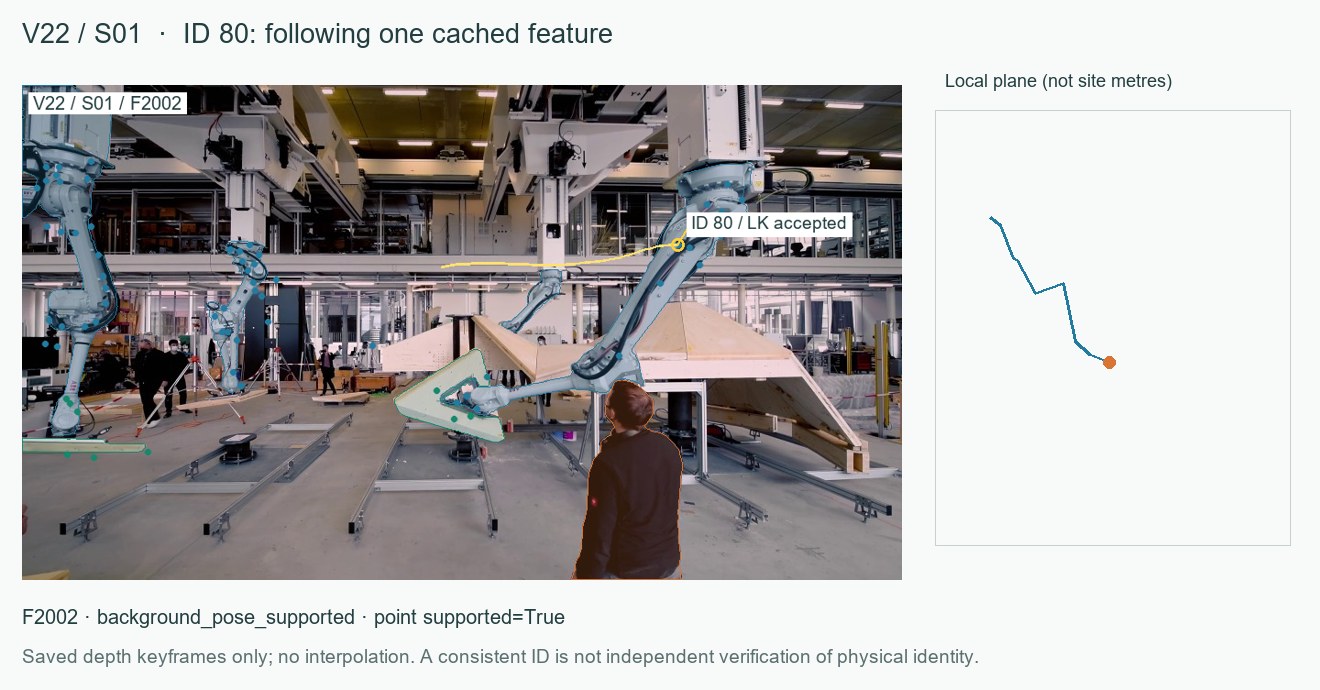 V22 / S01 · ID 80: following one cached feature
Local plane (not site metres)
V22 / S01 / F2002
ID 80 / LK accepted
F2002 · background_pose_supported · point supported=True
Saved depth keyframes only; no interpolation. A consistent ID is not independent verification of physical identity.